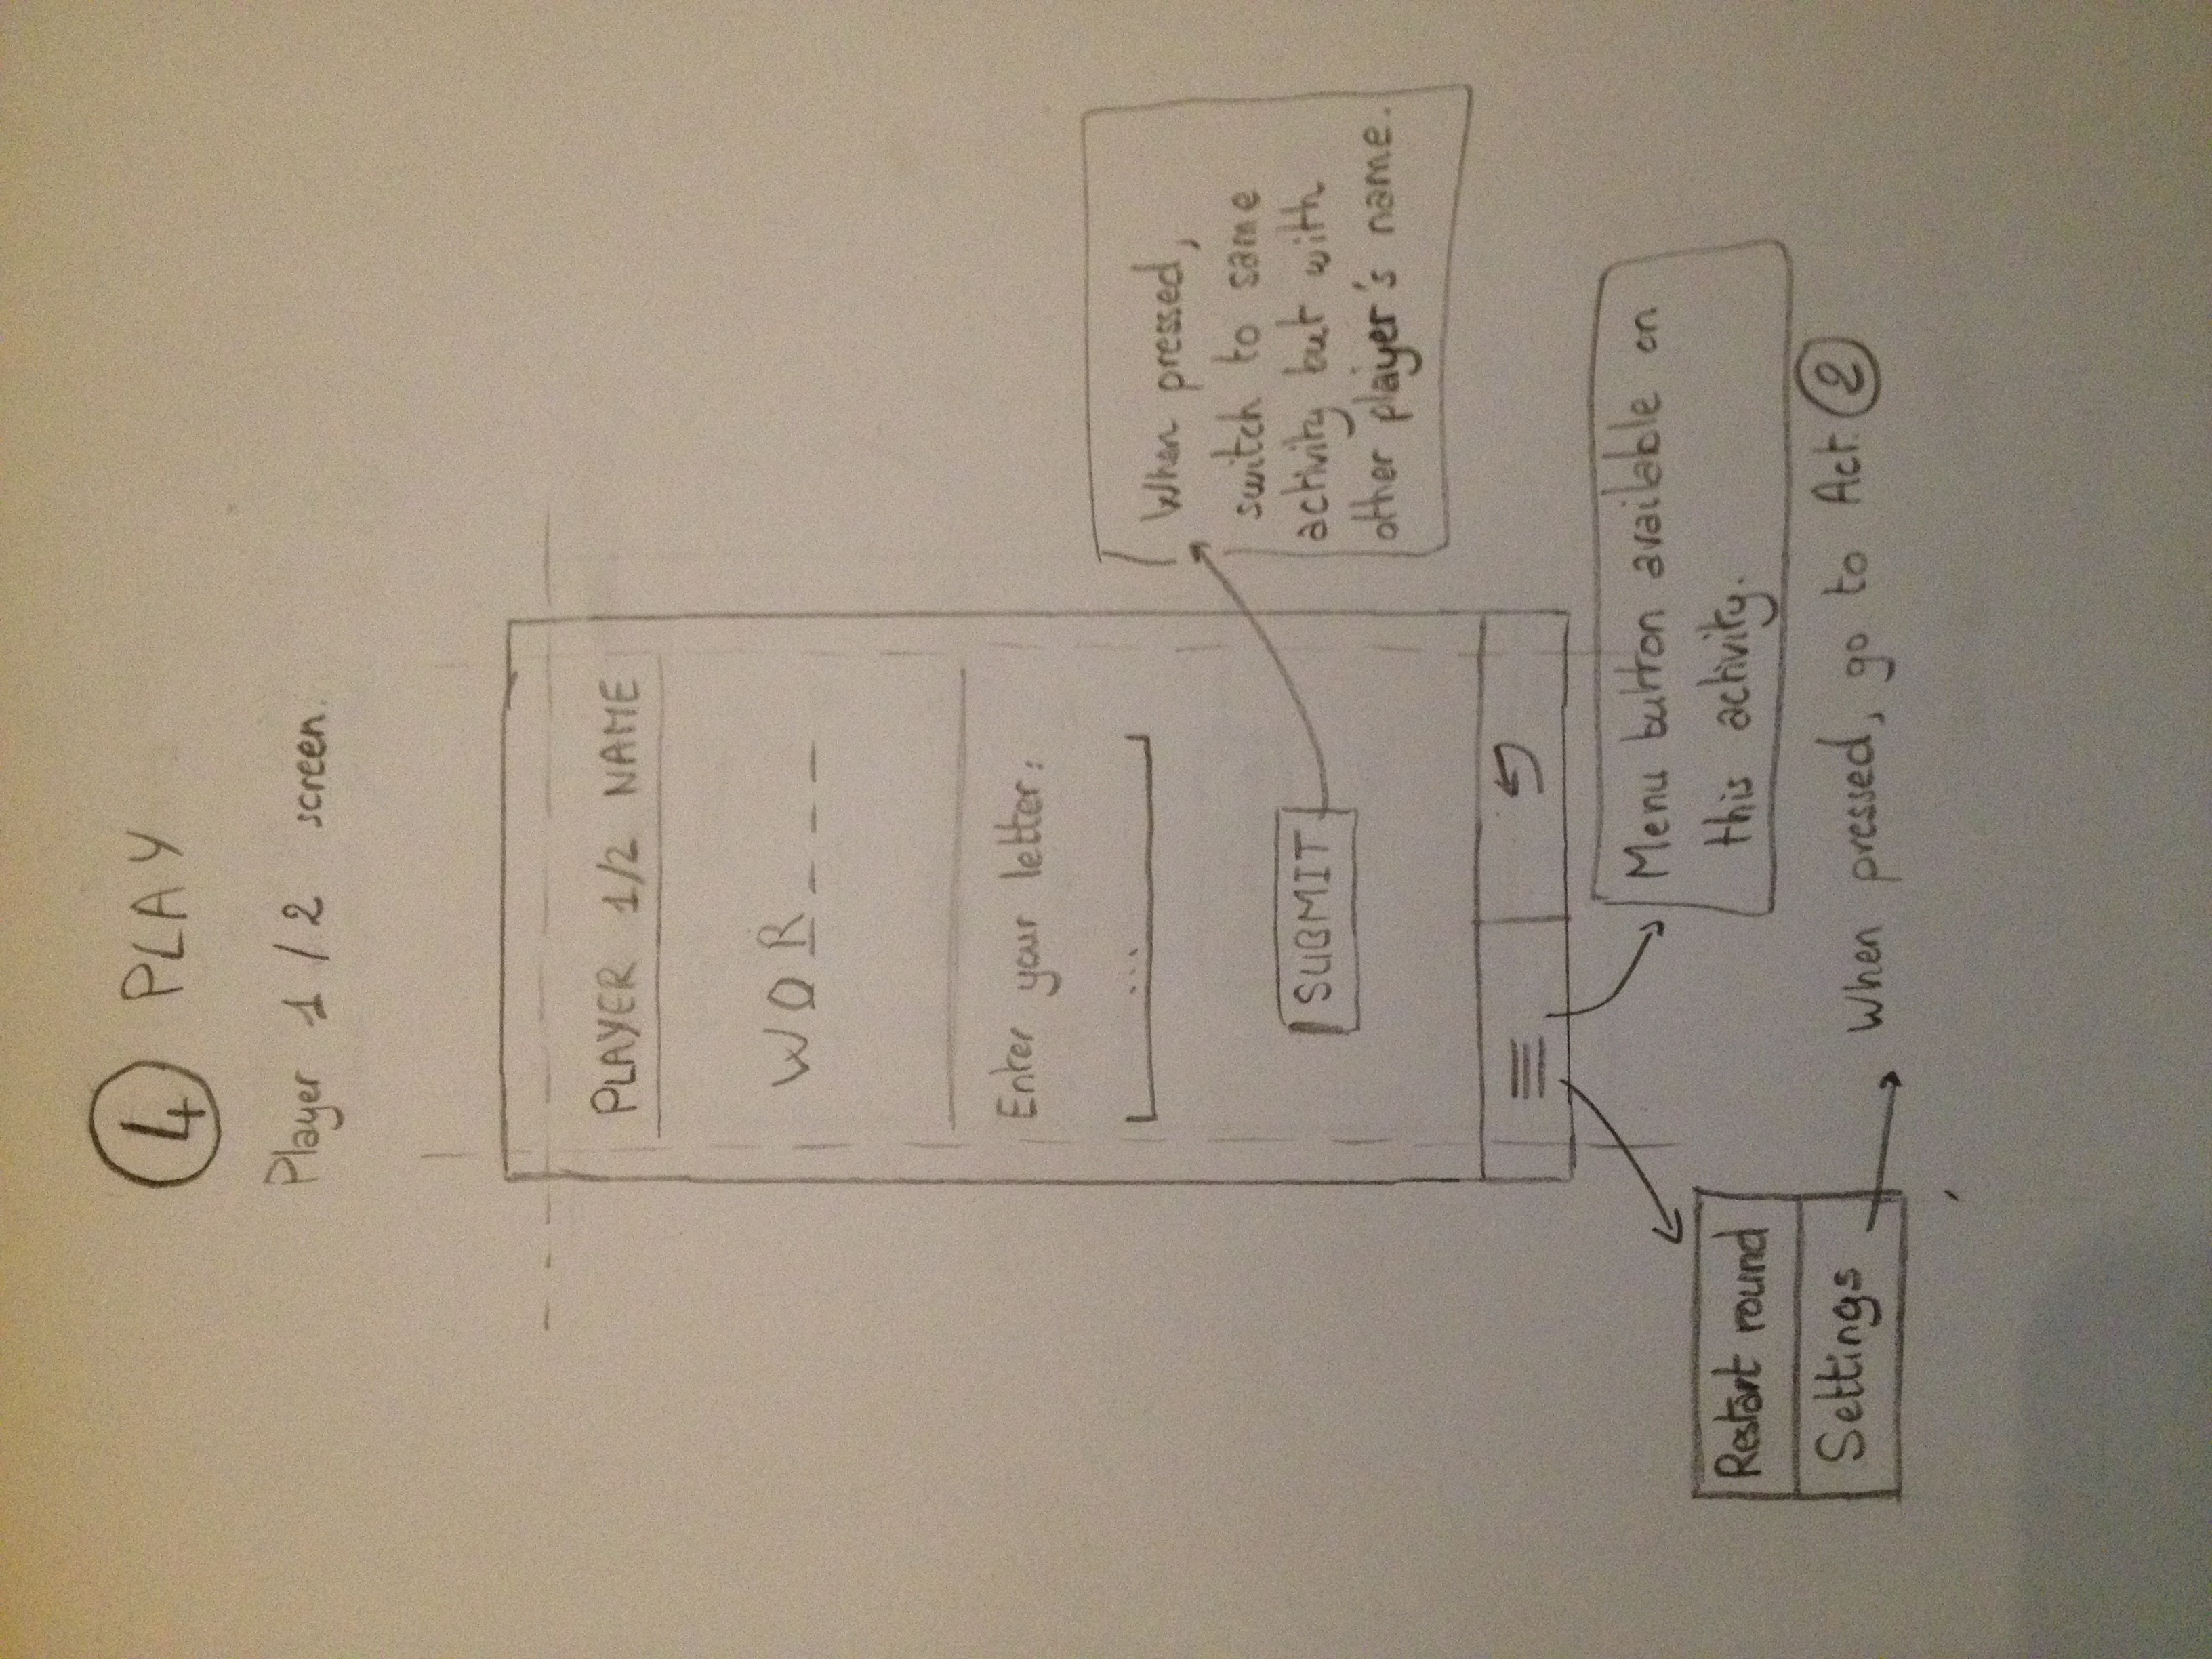 4 PLAY
Player 1 / 2 screen.
PLAYER 1/2 NAME
WOR_ _ _
Enter your letter:
...
SUBMIT
When pressed,
switch to same
activity but with
other player's name.
Menu button available on
this activity.
Restart round
Settings
When pressed, go to Act. 2